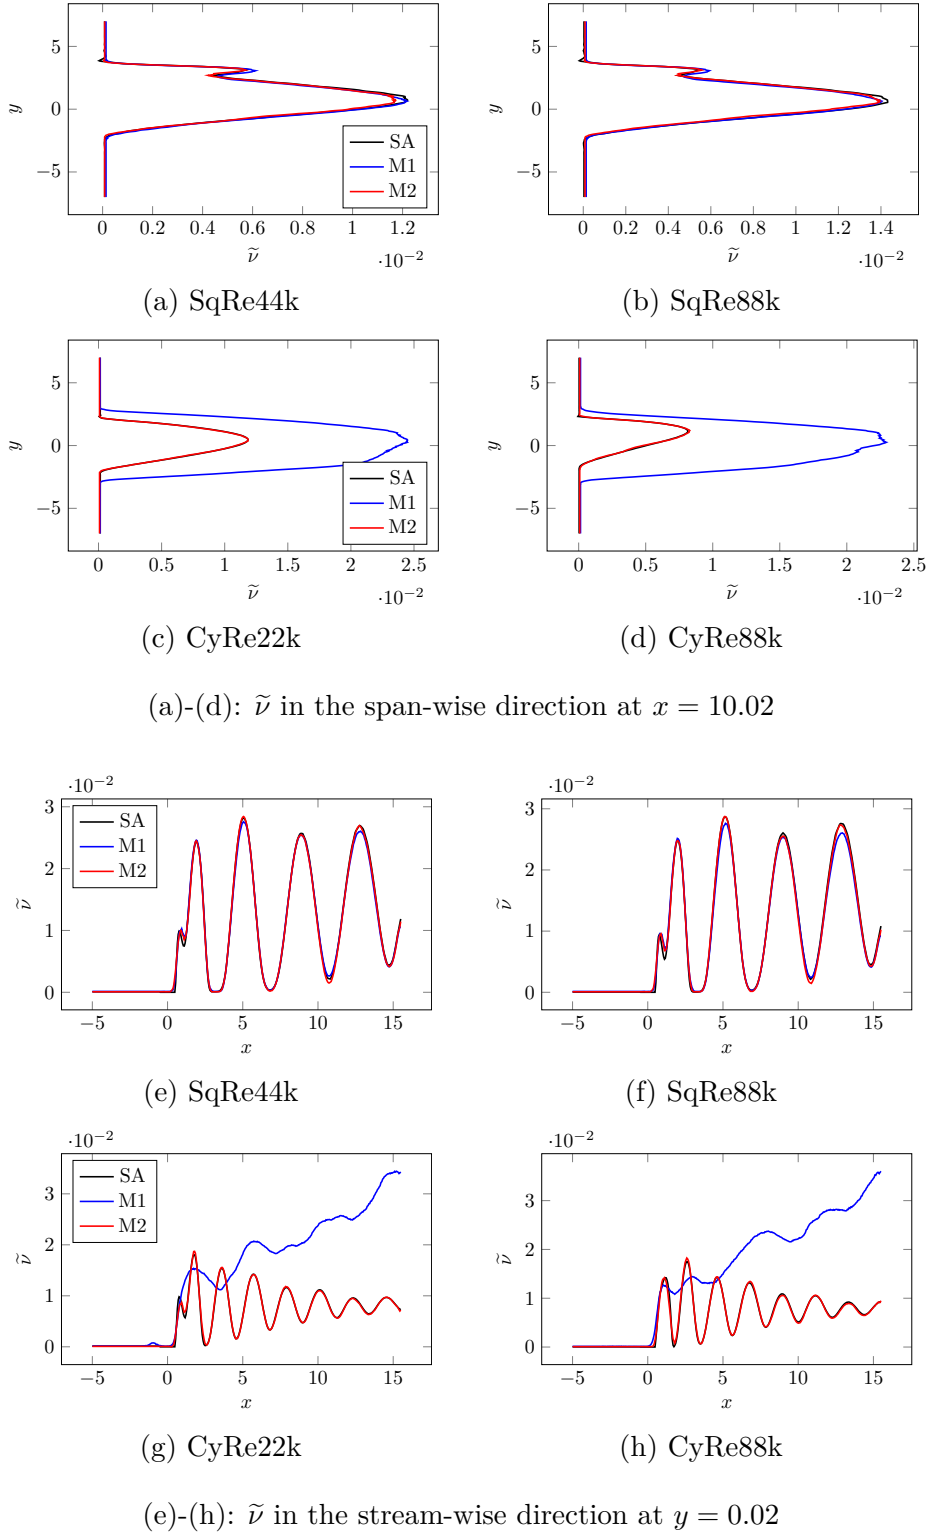 5
0
−5
y
0 0.2 0.4 0.6 0.8 1 1.2
ν̃
·10−2
SA
M1
M2
(a) SqRe44k
5
0
−5
y
0 0.2 0.4 0.6 0.8 1 1.2 1.4
ν̃
·10−2
(b) SqRe88k
5
0
−5
y
0 0.5 1 1.5 2 2.5
ν̃
·10−2
SA
M1
M2
(c) CyRe22k
5
0
−5
y
0 0.5 1 1.5 2 2.5
ν̃
·10−2
(d) CyRe88k
(a)-(d): ν̃ in the span-wise direction at x = 10.02
·10−2
3
2
1
0
ν̃
SA
M1
M2
−5 0 5 10 15
x
(e) SqRe44k
·10−2
3
2
1
0
ν̃
−5 0 5 10 15
x
(f) SqRe88k
·10−2
3
2
1
0
ν̃
SA
M1
M2
−5 0 5 10 15
x
(g) CyRe22k
·10−2
3
2
1
0
ν̃
−5 0 5 10 15
x
(h) CyRe88k
(e)-(h): ν̃ in the stream-wise direction at y = 0.02